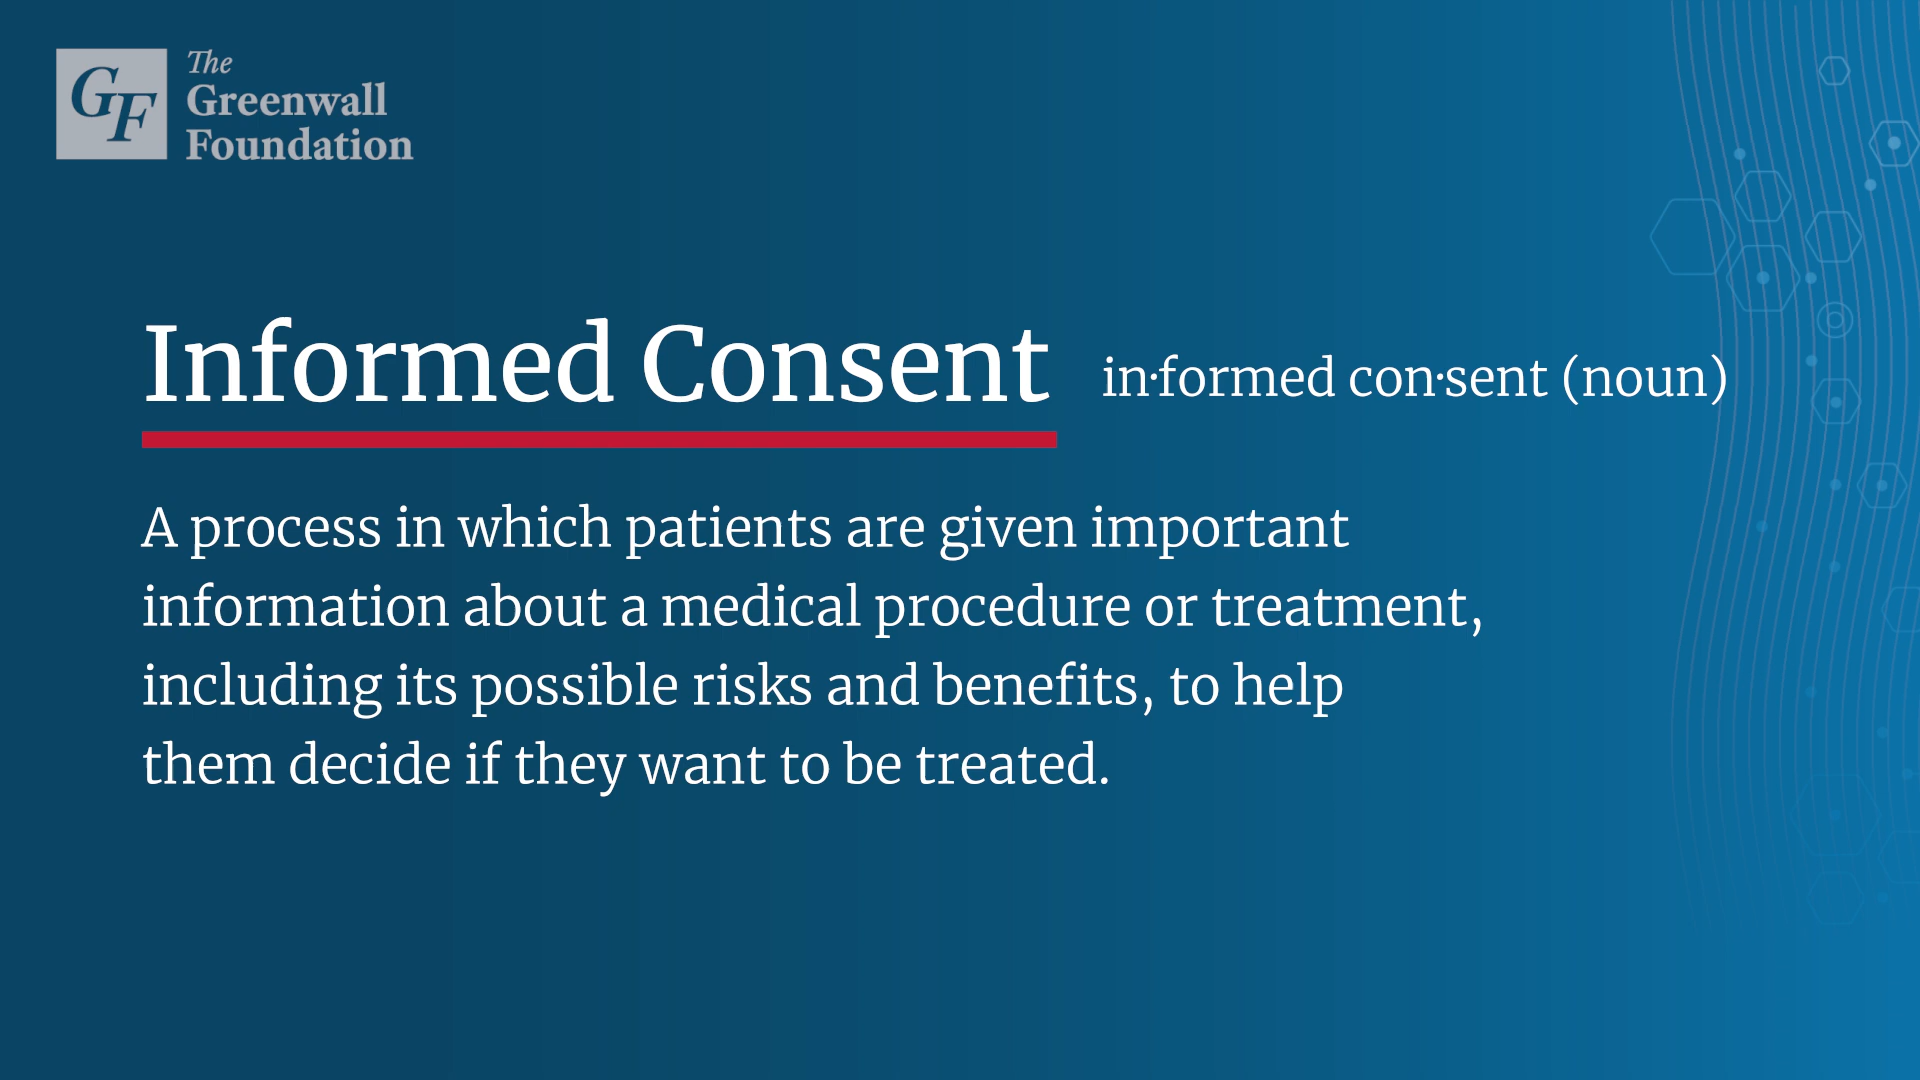 GF
The
Greenwall
Foundation
Informed Consent in·formed con·sent (noun)
A process in which patients are given important
information about a medical procedure or treatment,
including its possible risks and benefits, to help
them decide if they want to be treated.